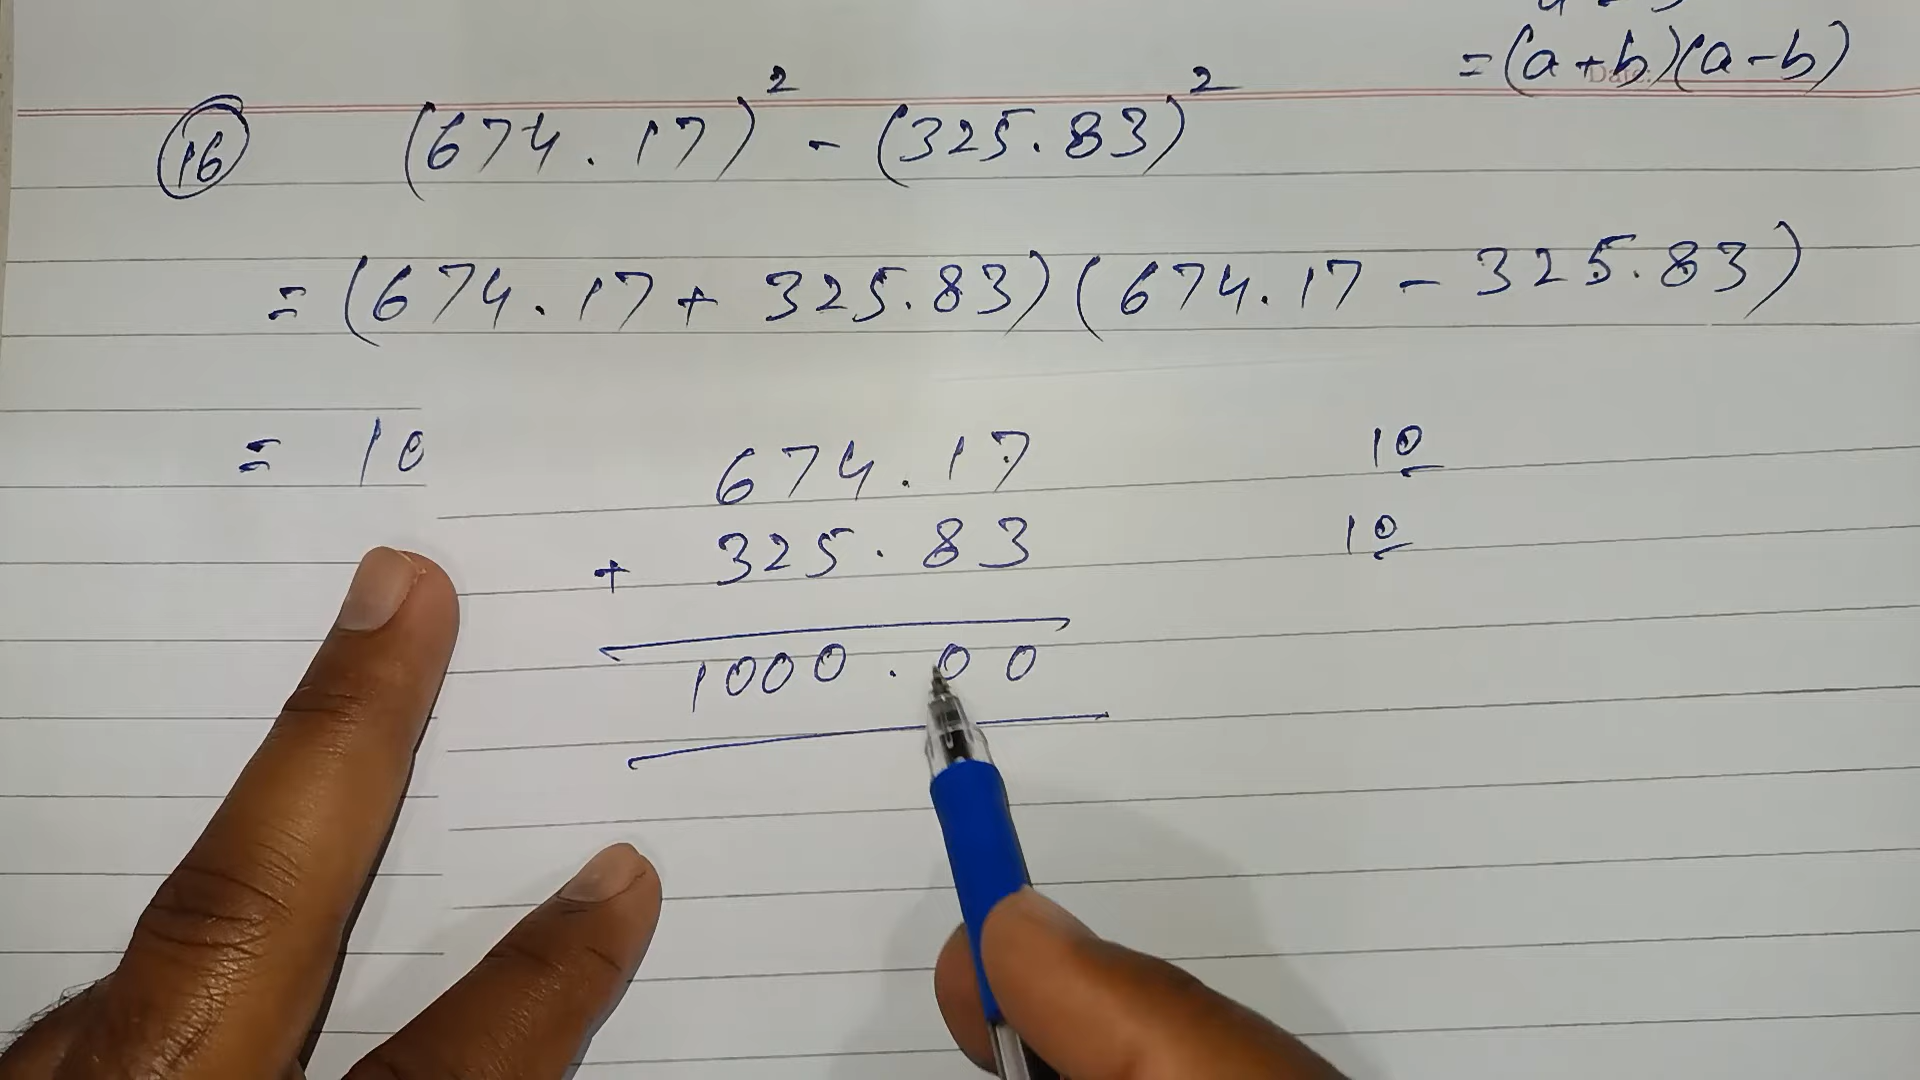 = (a+b)(a-b)
Date:
16 (674.17)² - (325.83)²
= (674.17 + 325.83)(674.17 - 325.83)
= 10
674.17
+ 325.83
1000.00
10
10